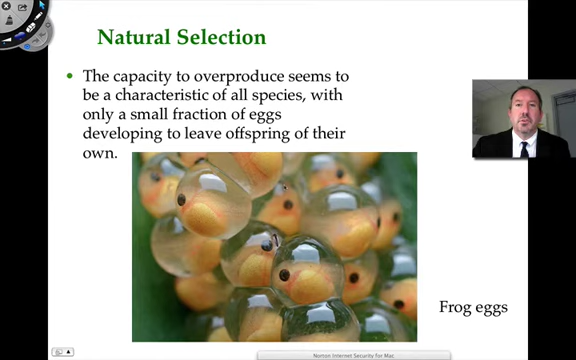 Natural Selection
• The capacity to overproduce seems to
be a characteristic of all species, with
only a small fraction of eggs
developing to leave offspring of their
own.
Frog eggs
Norton Internet Security for Mac